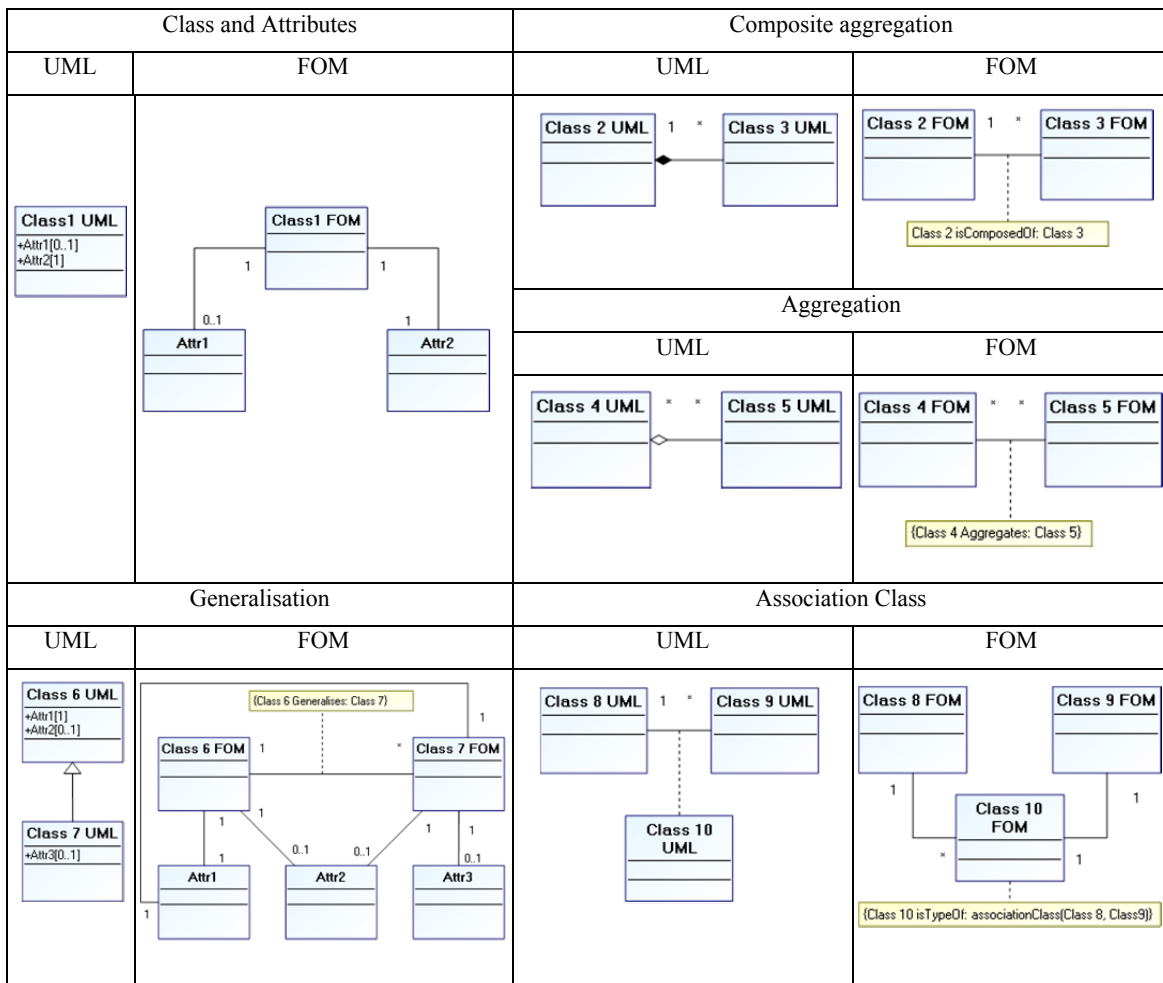 Class and Attributes
UML
FOM
Class1 UML
+Attr1[0..1]
+Attr2[1]
Class1 FOM
1
1
0..1
1
Attr1
Attr2
Composite aggregation
UML
FOM
Class 2 UML
1
*
Class 3 UML
Class 2 FOM
1
*
Class 3 FOM
Class 2 isComposedOf: Class 3
Aggregation
UML
FOM
Class 4 UML
*
*
Class 5 UML
Class 4 FOM
*
*
Class 5 FOM
{Class 4 Aggregates: Class 5}
Generalisation
UML
FOM
Class 6 UML
+Attr1[1]
+Attr2[0..1]
Class 7 UML
+Attr3[0..1]
{Class 6 Generalises: Class 7}
1
Class 6 FOM
1
*
Class 7 FOM
1
1
1
1
1
0..1
0..1
0..1
Attr1
Attr2
Attr3
1
Association Class
UML
FOM
Class 8 UML
1
*
Class 9 UML
Class 10
UML
Class 8 FOM
Class 9 FOM
1
1
Class 10
FOM
*
1
{Class 10 isTypeOf: associationClass(Class 8, Class9)}